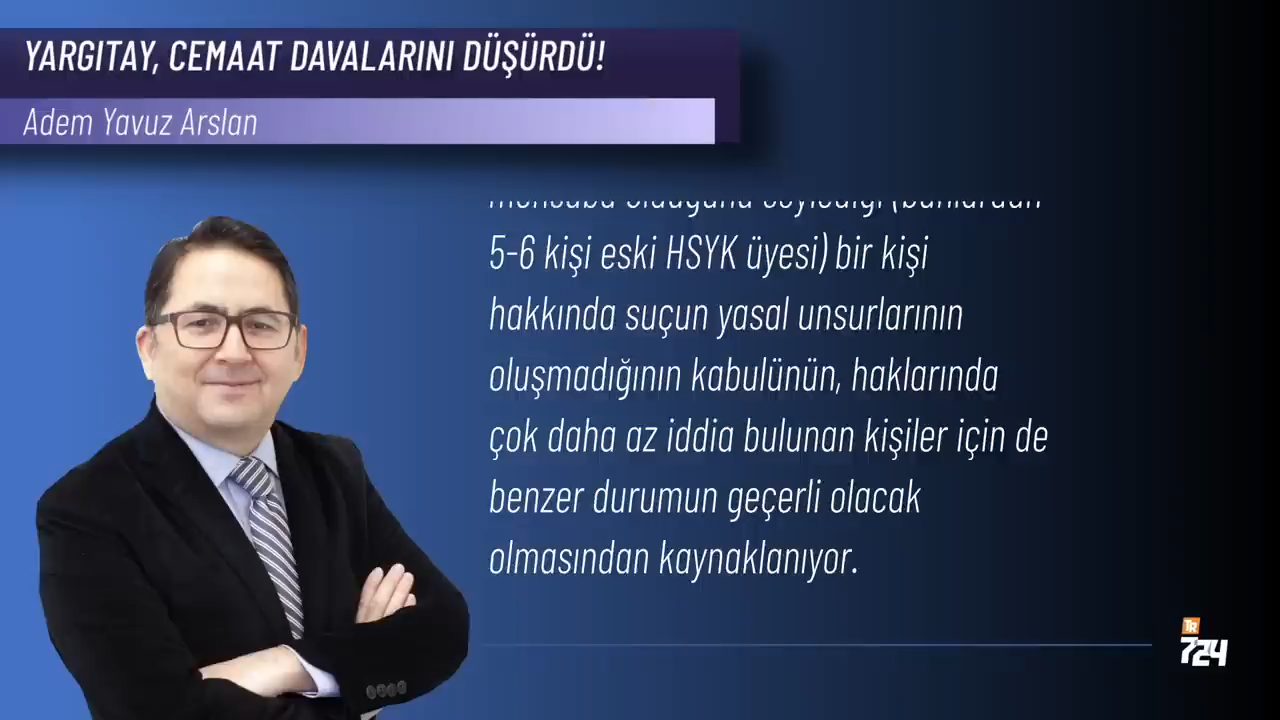 YARGITAY, CEMAAT DAVALARINI DÜŞÜRDÜ!
Adem Yavuz Arslan
5-6 kişi eski HSYK üyesi) bir kişi
hakkında suçun yasal unsurlarının
oluşmadığının kabulünün, haklarında
çok daha az iddia bulunan kişiler için de
benzer durumun geçerli olacak
olmasından kaynaklanıyor.
TR
724